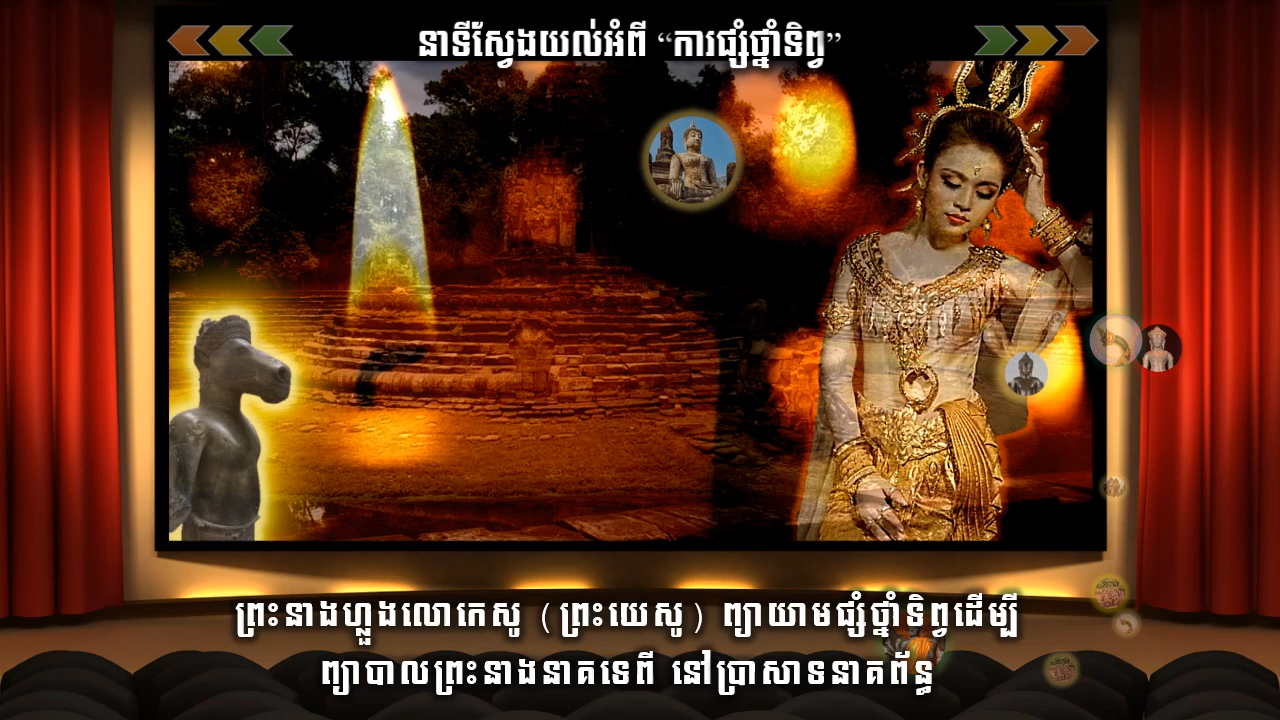 នាទីស្វែងយល់អំពី “ការផ្សំថ្នាំទិព្វ”
ព្រះនាងហ្លួងលោកេសូ (ព្រះយេសូ) ព្យាយាមផ្សំថ្នាំទិព្វដើម្បី
ព្យាបាលព្រះនាងនាគទេពី នៅប្រាសាទនាគព័ន្ធ